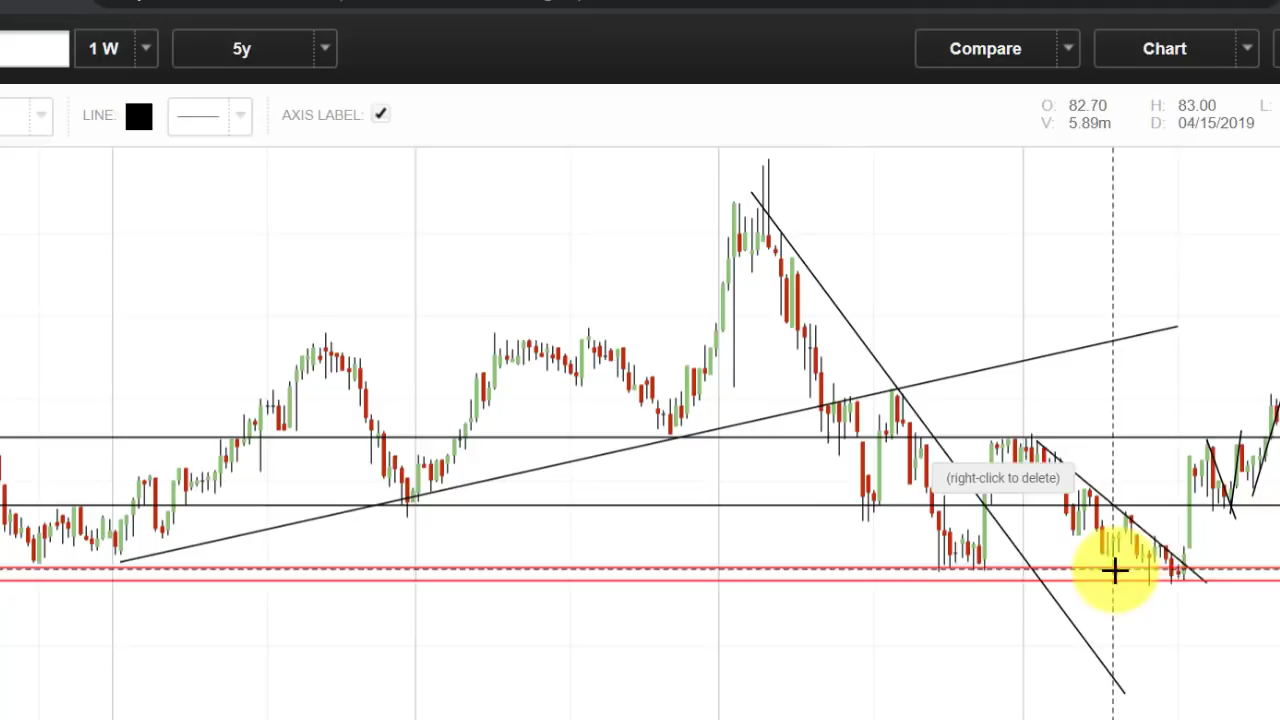 1 W
5y
Compare
Chart
LINE:
AXIS LABEL:
O: 82.70 H: 83.00 L:
V: 5.89m D: 04/15/2019
(right-click to delete)